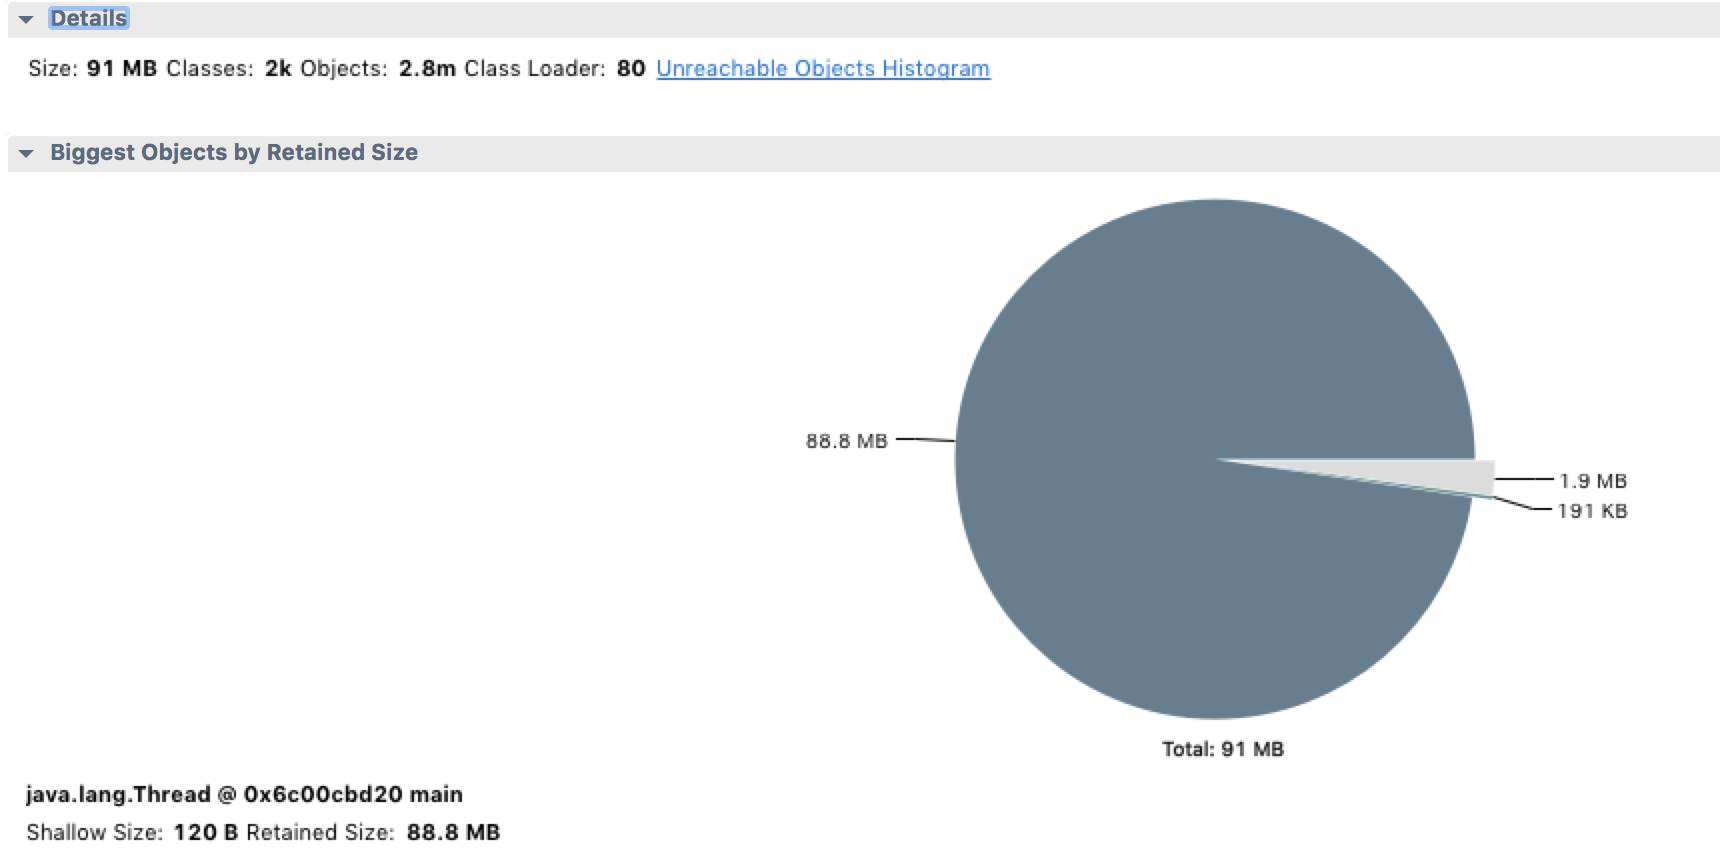 Details
Size: 91 MB Classes: 2k Objects: 2.8m Class Loader: 80 Unreachable Objects Histogram
Biggest Objects by Retained Size
88.8 MB
1.9 MB
191 KB
Total: 91 MB
java.lang.Thread @ 0x6c00cbd20 main
Shallow Size: 120 B Retained Size: 88.8 MB